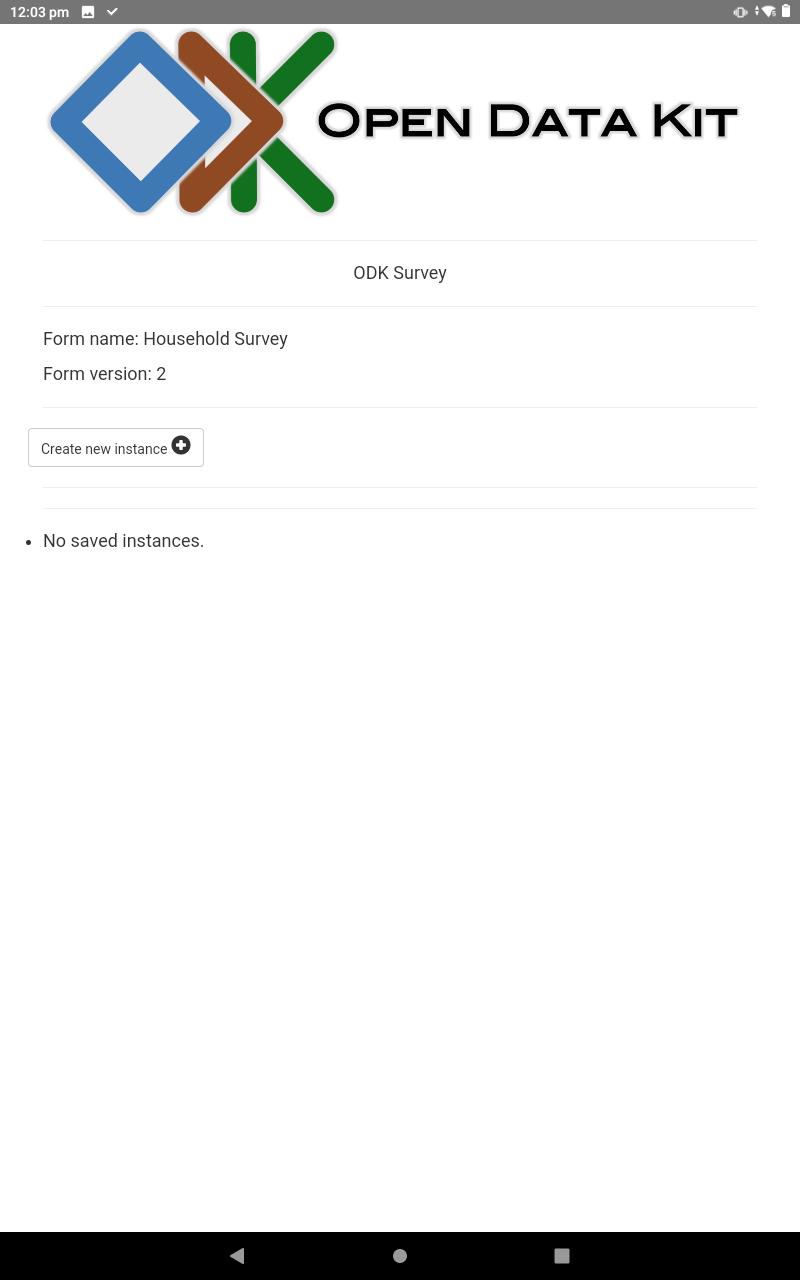 12:03 pm
OPEN DATA KIT
ODK Survey
Form name: Household Survey
Form version: 2
Create new instance
• No saved instances.